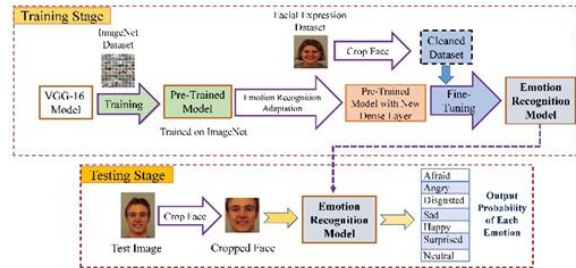 Training Stage
ImageNet
Dataset
Facial Expression
Dataset
Crop Face
Cleaned
Dataset
VGG-16
Model
Training
Pre-Trained
Model
Trained on ImageNet
Emotion Recognition
Adaptation
Pre-Trained
Model with New
Dense Layer
Fine-
Tuning
Emotion
Recognition
Model
Testing Stage
Test Image
Crop Face
Cropped Face
Emotion
Recognition
Model
Afraid
Angry
Disgusted
Sad
Happy
Surprised
Neutral
Output
Probability
of Each
Emotion